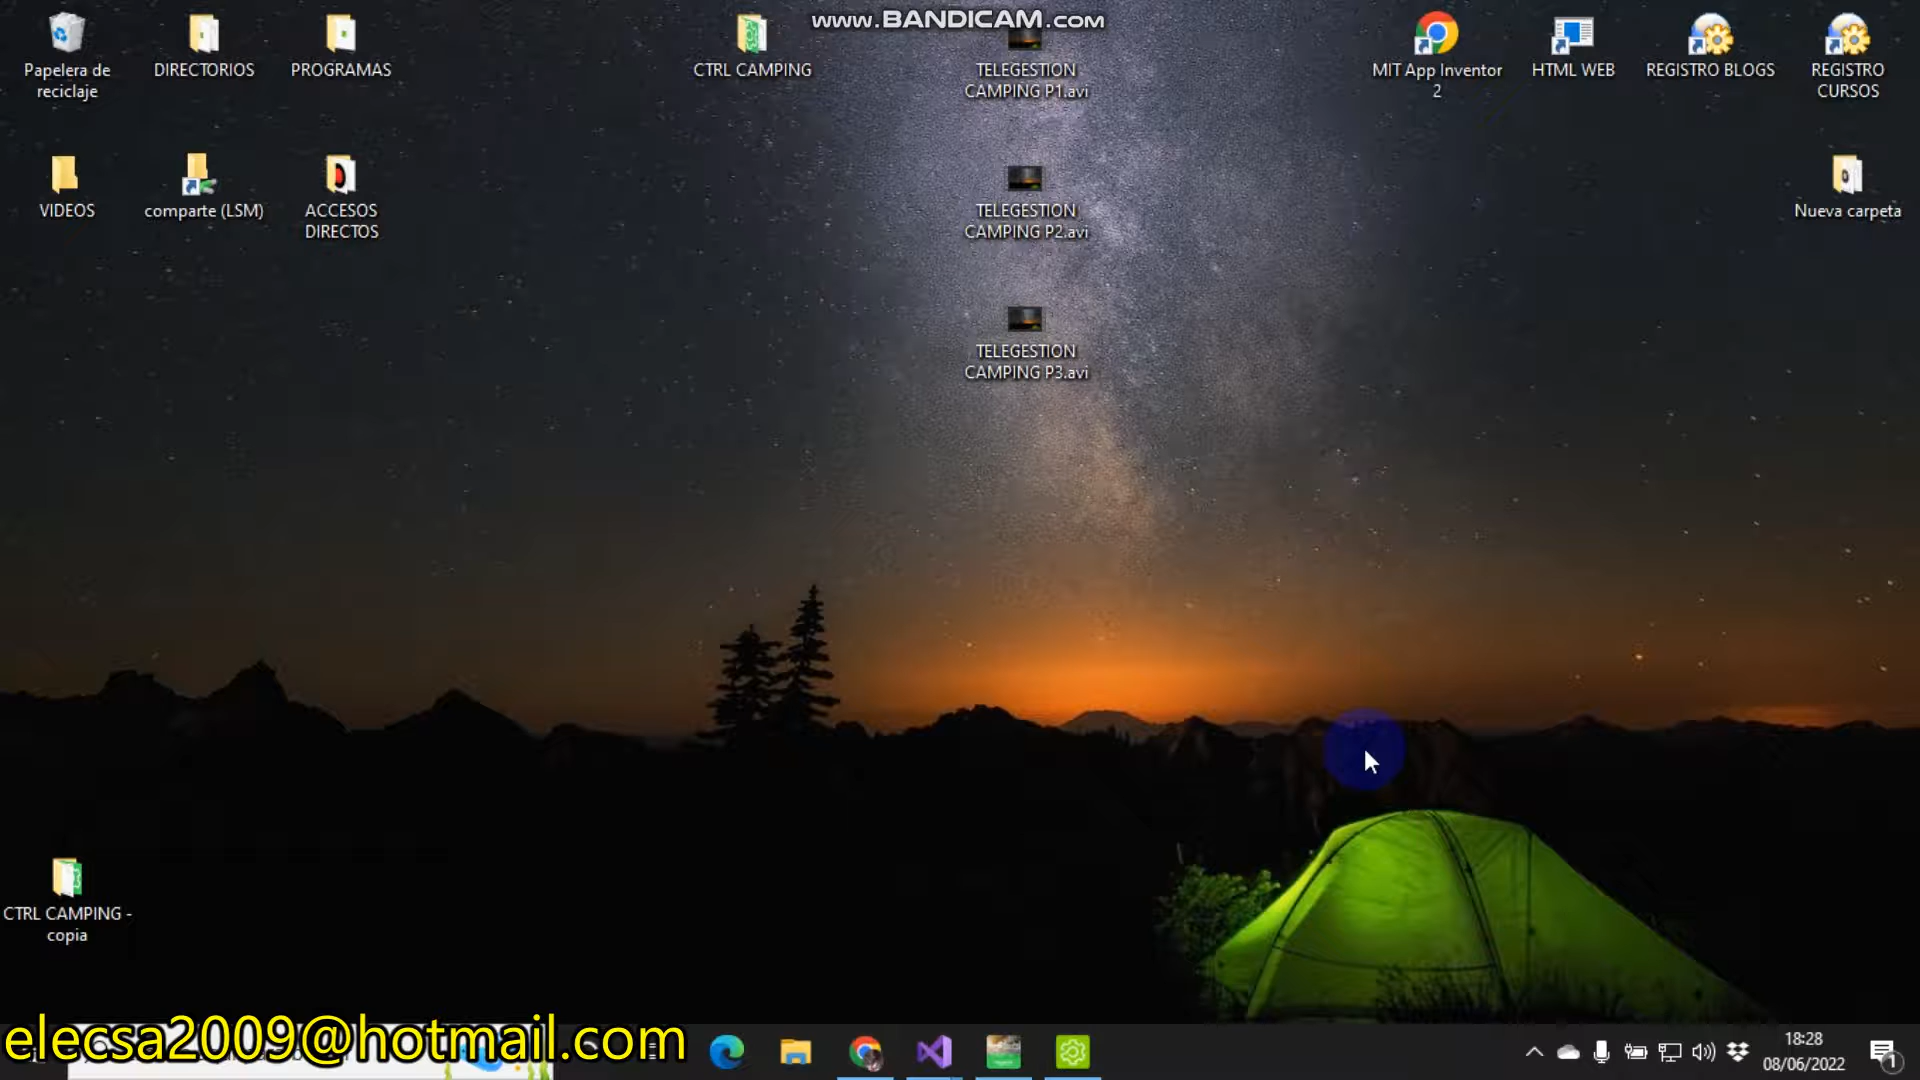 www.BANDICAM.com
Papelera de
reciclaje
DIRECTORIOS
PROGRAMAS
CTRL CAMPING
TELEGESTION
CAMPING P1.avi
MIT App Inventor
2
HTML WEB
REGISTRO BLOGS
REGISTRO
CURSOS
VIDEOS
comparte (LSM)
ACCESOS
DIRECTOS
TELEGESTION
CAMPING P2.avi
Nueva carpeta
TELEGESTION
CAMPING P3.avi
CTRL CAMPING -
copia
elecsa2009@hotmail.com
18:28
08/06/2022
1